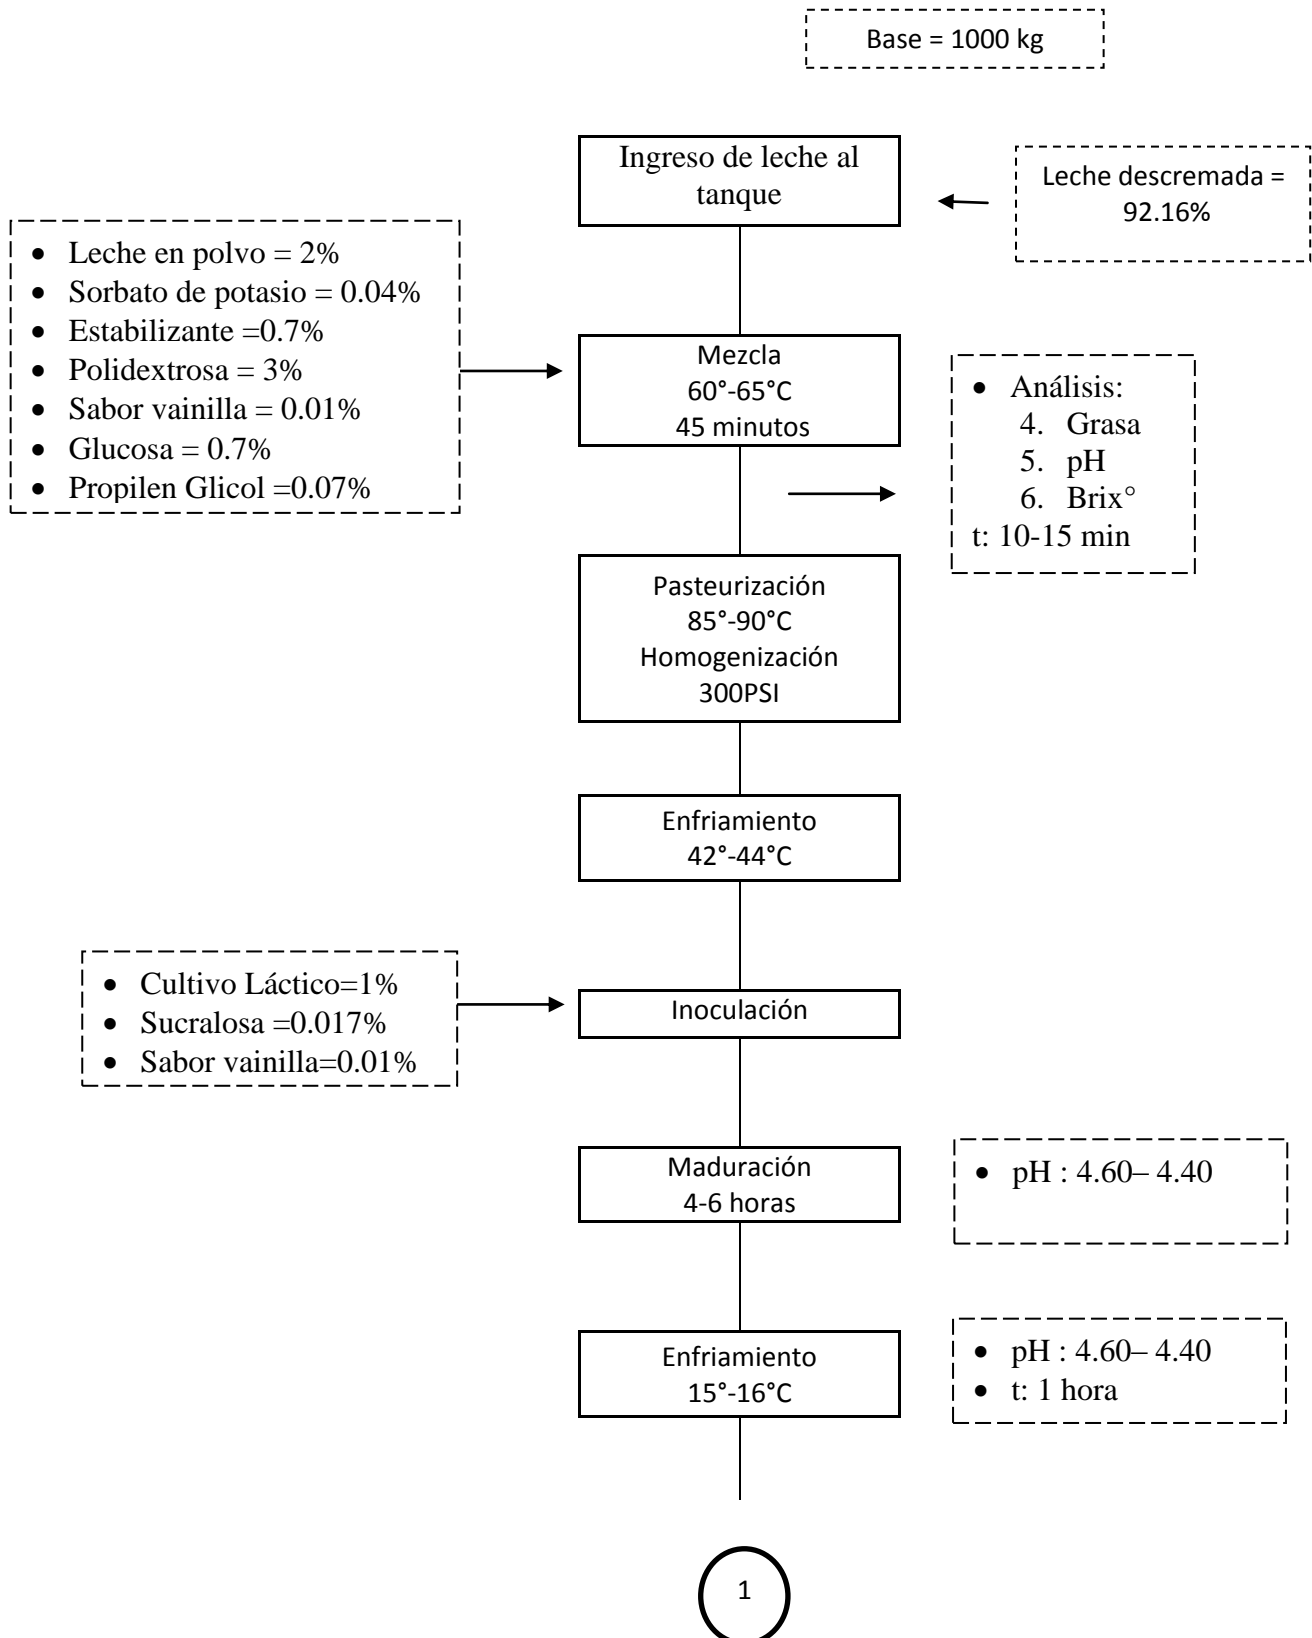 Base = 1000 kg
Ingreso de leche al
tanque
Leche descremada =
92.16%
• Leche en polvo = 2%
• Sorbato de potasio = 0.04%
• Estabilizante =0.7%
• Polidextrosa = 3%
• Sabor vainilla = 0.01%
• Glucosa = 0.7%
• Propilen Glicol =0.07%
Mezcla
60°-65°C
45 minutos
• Análisis:
4. Grasa
5. pH
6. Brix°
t: 10-15 min
Pasteurización
85°-90°C
Homogenización
300PSI
Enfriamiento
42°-44°C
• Cultivo Láctico=1%
• Sucralosa =0.017%
• Sabor vainilla=0.01%
Inoculación
Maduración
4-6 horas
• pH : 4.60– 4.40
Enfriamiento
15°-16°C
• pH : 4.60– 4.40
• t: 1 hora
1